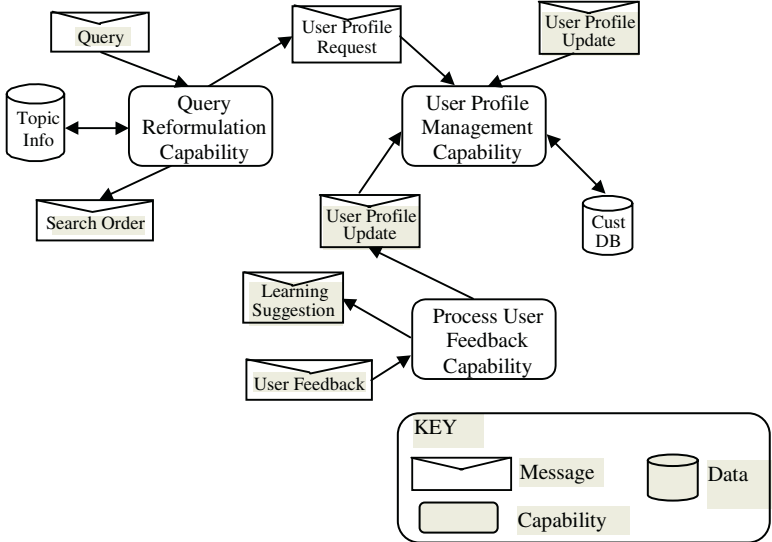 Query
User Profile
Request
User Profile
Update
Topic
Info
Query
Reformulation
Capability
User Profile
Management
Capability
Search Order
User Profile
Update
Cust
DB
Learning
Suggestion
Process User
Feedback
Capability
User Feedback
KEY
Message
Data
Capability